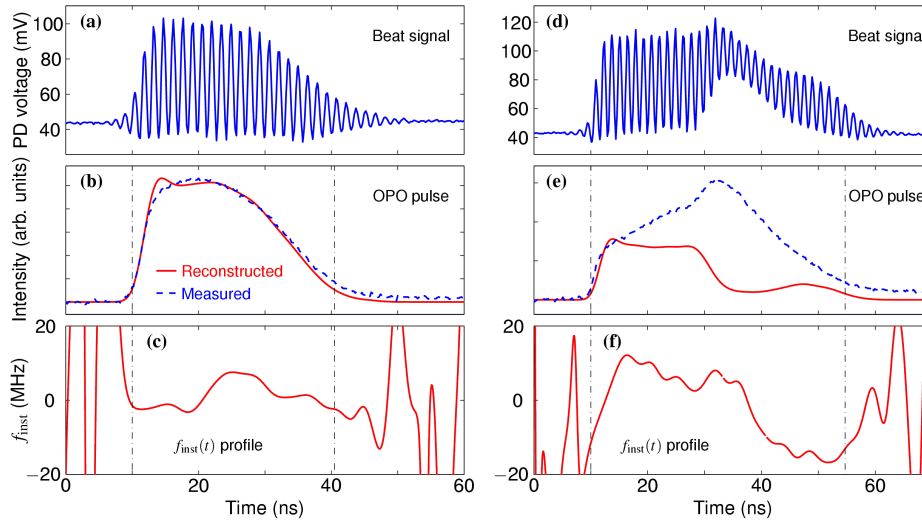 (a)
Beat signal
PD voltage (mV)
100
80
60
40
(d)
Beat signal
120
100
80
60
40
(b)
OPO pulse
Intensity (arb. units)
Reconstructed
Measured
(e)
OPO pulse
(c)
f_inst (MHz)
20
0
−20
f_inst(t) profile
0
20
40
60
Time (ns)
(f)
20
0
−20
f_inst(t) profile
0
20
40
60
Time (ns)